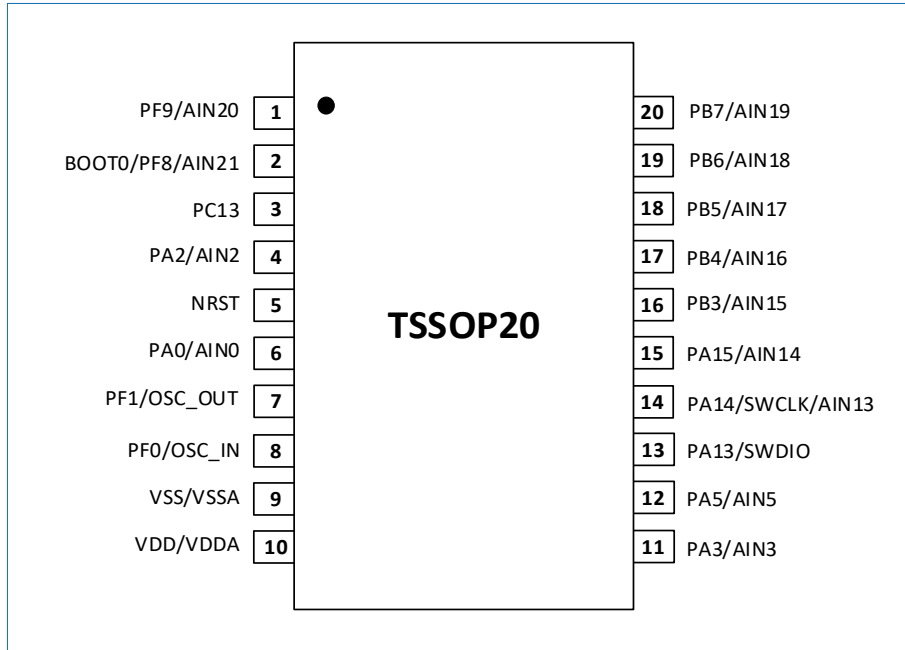 PF9/AIN20 1 20 PB7/AIN19
BOOT0/PF8/AIN21 2 19 PB6/AIN18
PC13 3 18 PB5/AIN17
PA2/AIN2 4 17 PB4/AIN16
NRST 5 16 PB3/AIN15
TSSOP20
PA0/AIN0 6 15 PA15/AIN14
PF1/OSC_OUT 7 14 PA14/SWCLK/AIN13
PF0/OSC_IN 8 13 PA13/SWDIO
VSS/VSSA 9 12 PA5/AIN5
VDD/VDDA 10 11 PA3/AIN3